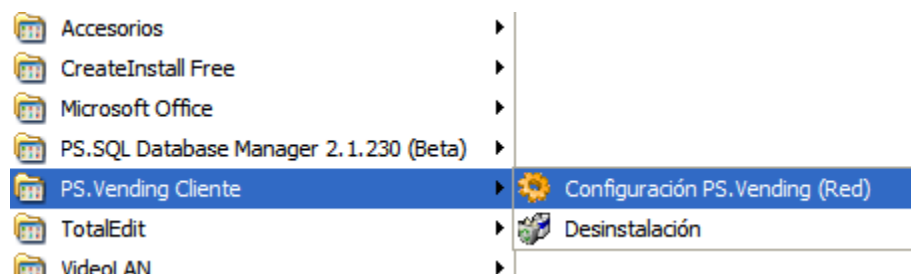 Accesorios
CreateInstall Free
Microsoft Office
PS.SQL Database Manager 2.1.230 (Beta)
PS.Vending Cliente
Configuración PS.Vending (Red)
TotalEdit
Desinstalación
VideoLAN